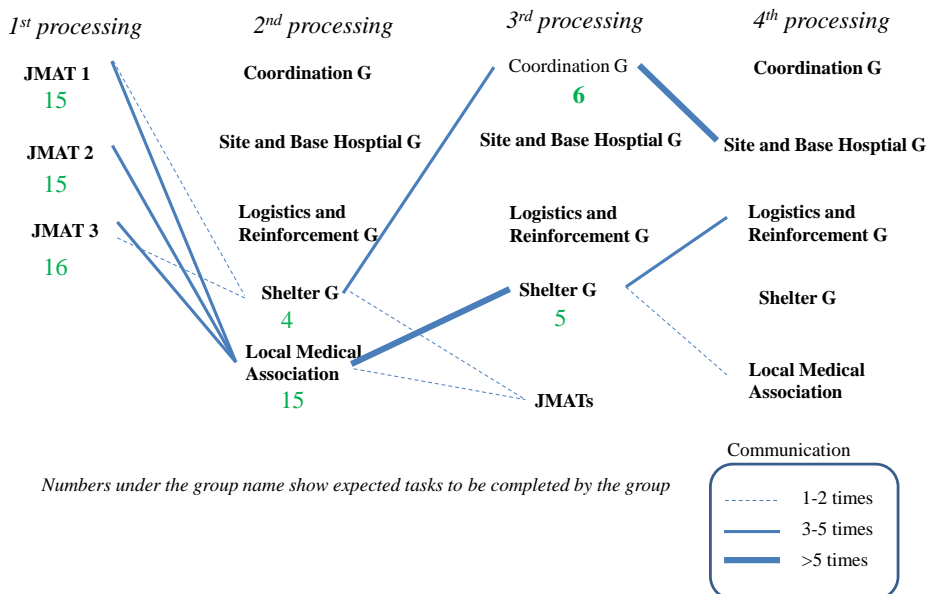 1st processing
2nd processing
3rd processing
4th processing
JMAT 1
15
JMAT 2
15
JMAT 3
16
Coordination G
Site and Base Hosptial G
Logistics and
Reinforcement G
Shelter G
4
Local Medical
Association
15
Coordination G
6
Site and Base Hosptial G
Logistics and
Reinforcement G
Shelter G
5
JMATs
Coordination G
Site and Base Hosptial G
Logistics and
Reinforcement G
Shelter G
Local Medical
Association
Numbers under the group name show expected tasks to be completed by the group
Communication
1-2 times
3-5 times
>5 times